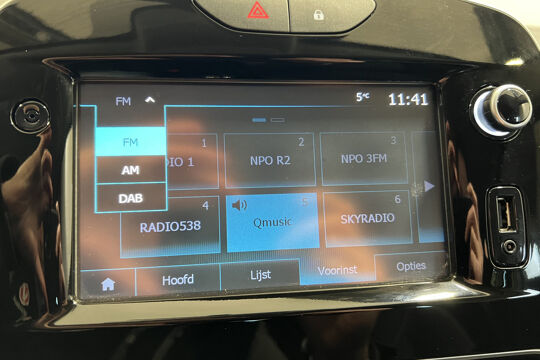 FM 5°C 11:41
FM
AM
DAB
IO 1 1
NPO R2 2
NPO 3FM 3
RADIO538 4
Qmusic 5
SKYRADIO 6
Hoofd Lijst Voorinst Opties